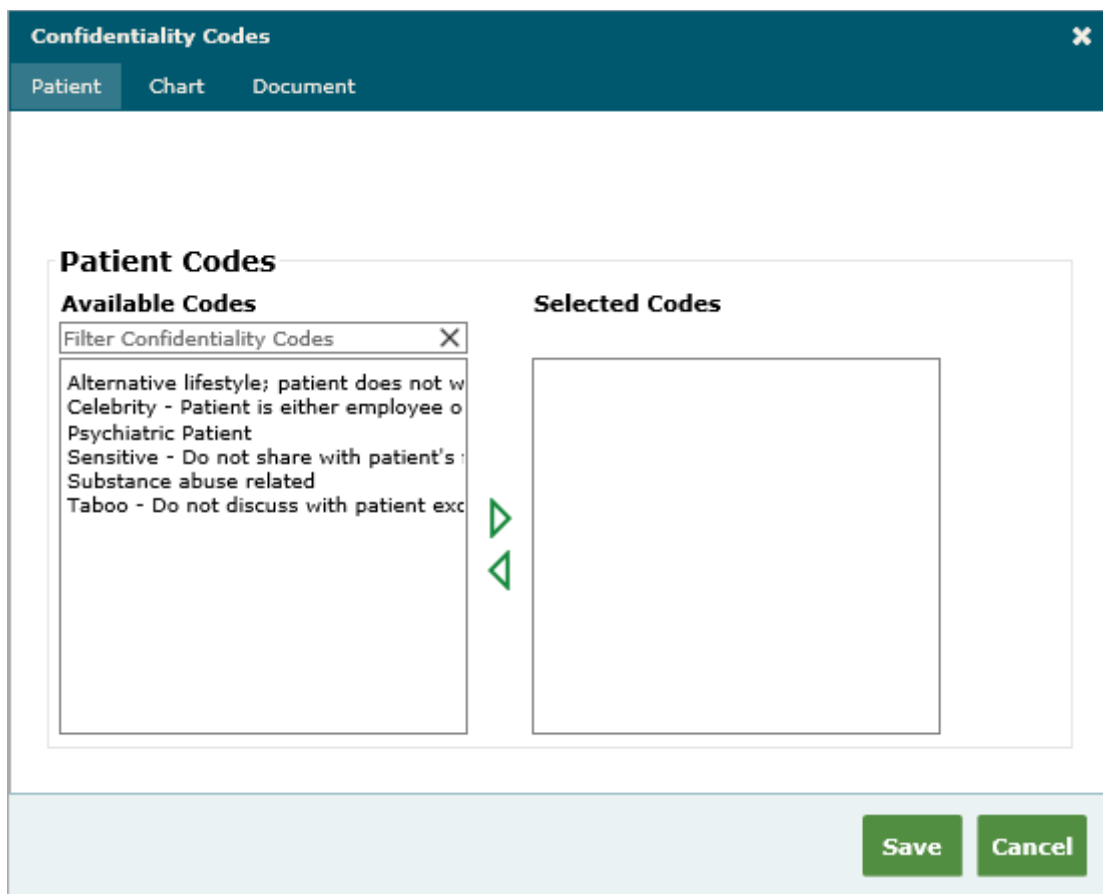 Confidentiality Codes
Patient Chart Document
Patient Codes
Available Codes
Selected Codes
Filter Confidentiality Codes
Alternative lifestyle; patient does not w
Celebrity - Patient is either employee o
Psychiatric Patient
Sensitive - Do not share with patient's
Substance abuse related
Taboo - Do not discuss with patient exc
Save Cancel